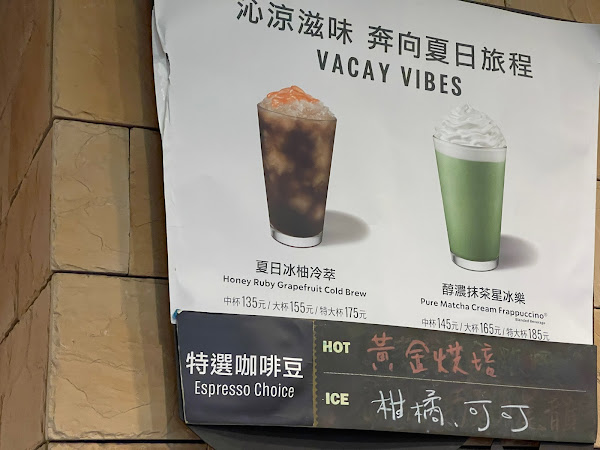 沁涼滋味 奔向夏日旅程
VACAY VIBES
夏日冰柚冷萃
Honey Ruby Grapefruit Cold Brew
中杯135元/大杯155元/特大杯175元
醇濃抹茶星冰樂
Pure Matcha Cream Frappuccino®
Blended Beverage
中杯145元/大杯165元/特大杯185元
特選咖啡豆
Espresso Choice
HOT 黃金烘焙
ICE 柑橘、可可